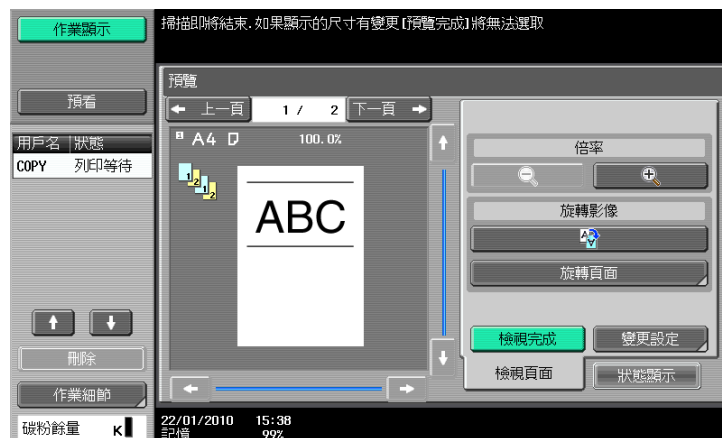 作業顯示
掃描即將結束.如果顯示的尺寸有變更[預覽完成]將無法選取
預看
用戶名 狀態
COPY 列印等待
刪除
作業細節
碳粉餘量 K
預覽
← 上一頁 1 / 2 下一頁 →
A4 100.0%
1 2 1 2
ABC
倍率
旋轉影像
旋轉頁面
檢視完成 變更設定
檢視頁面 狀態顯示
22/01/2010 15:38
記憶 99%